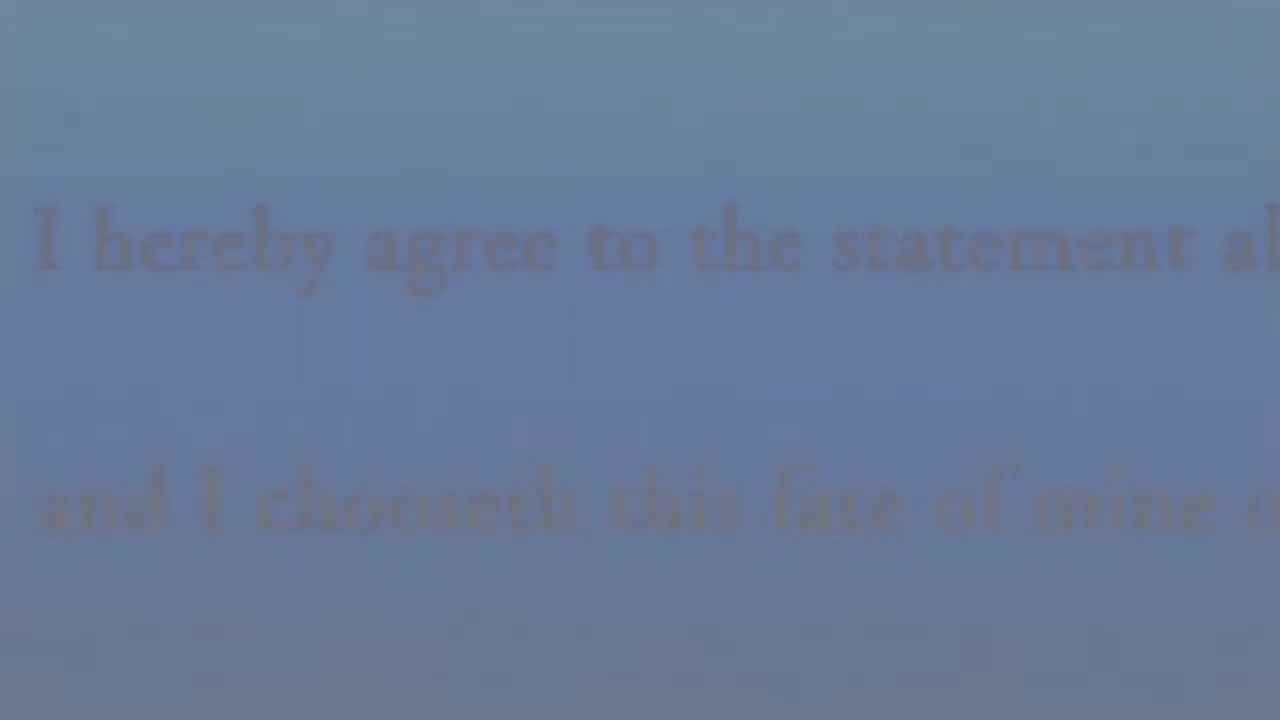 I hereby agree to the statement
and I chooseth this fate of mine